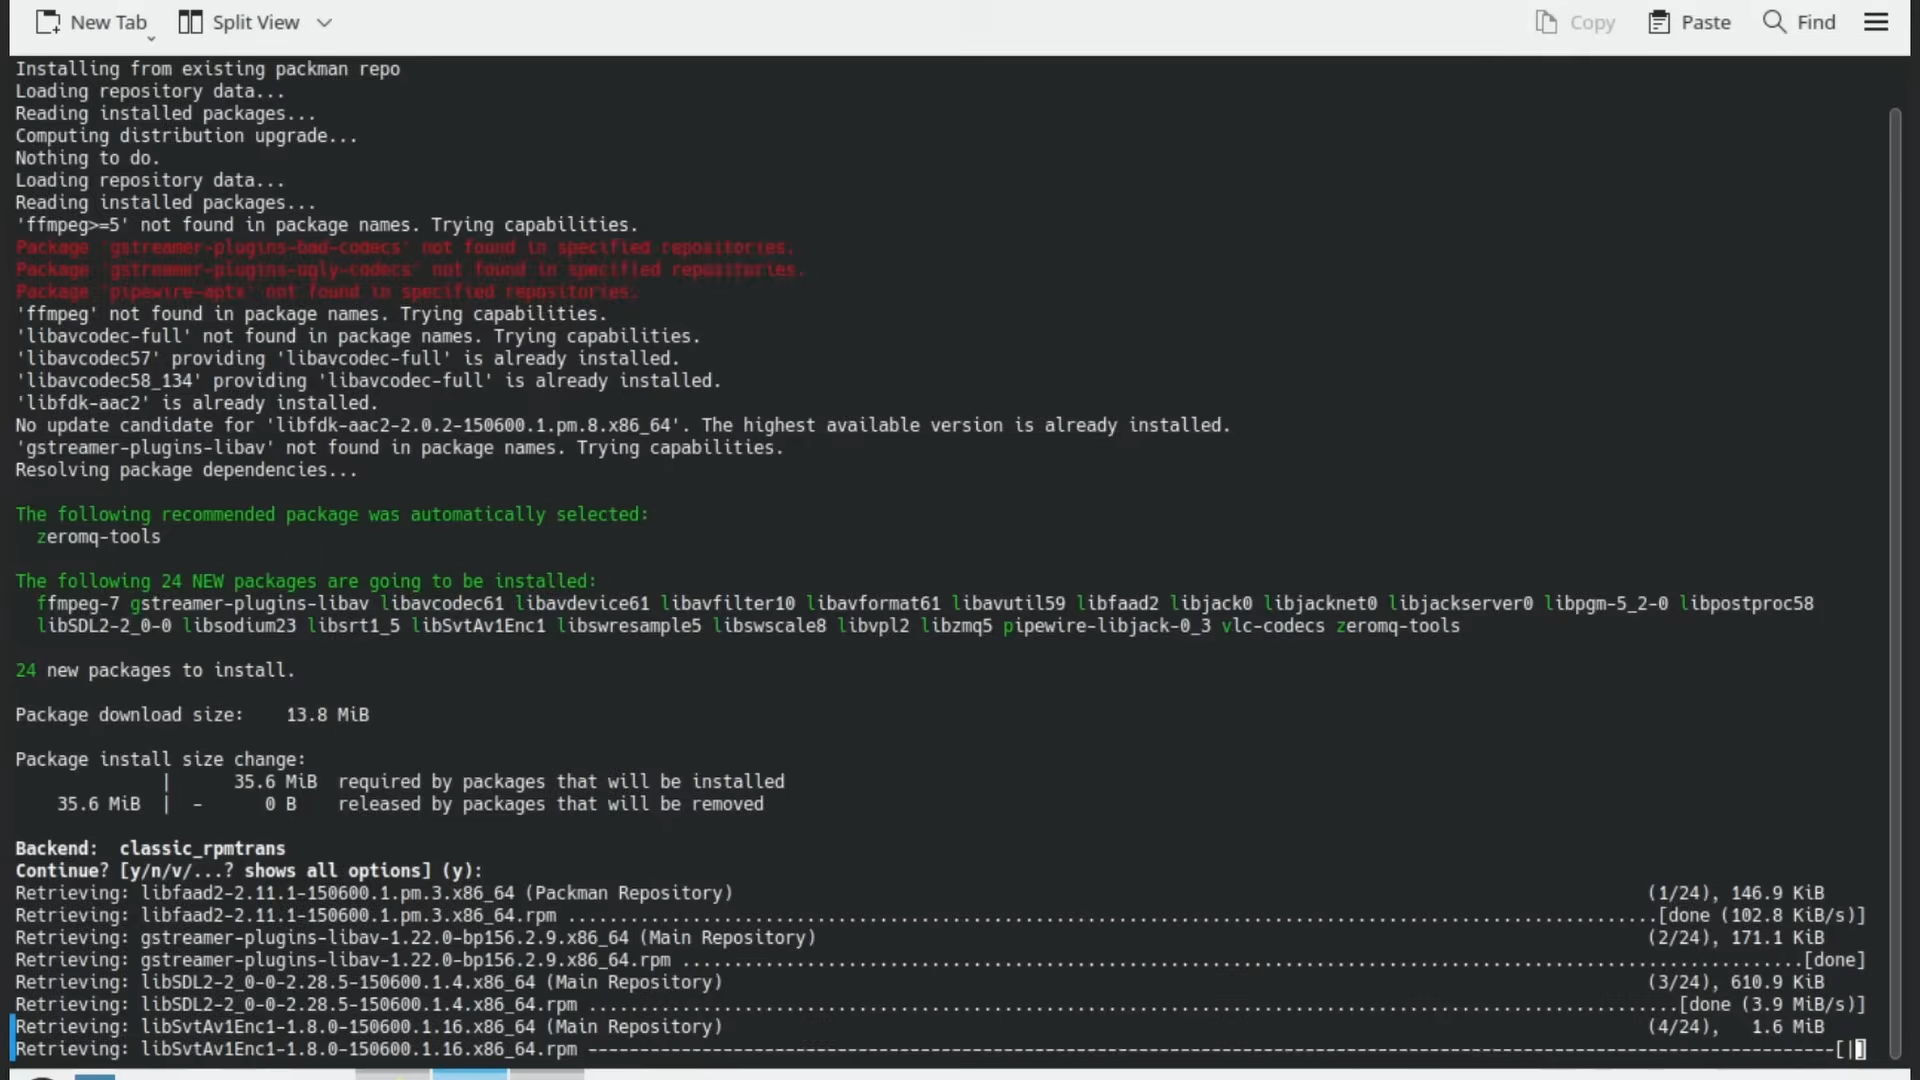 New Tab
Split View
Copy
Paste
Find
Installing from existing packman repo
Loading repository data...
Reading installed packages...
Computing distribution upgrade...
Nothing to do.
Loading repository data...
Reading installed packages...
'ffmpeg>=5' not found in package names. Trying capabilities.
Package 'gstreamer-plugins-bad-codecs' not found in specified repositories.
Package 'gstreamer-plugins-ugly-codecs' not found in specified repositories.
Package 'pipewire-aptx' not found in specified repositories.
'ffmpeg' not found in package names. Trying capabilities.
'libavcodec-full' not found in package names. Trying capabilities.
'libavcodec57' providing 'libavcodec-full' is already installed.
'libavcodec58_134' providing 'libavcodec-full' is already installed.
'libfdk-aac2' is already installed.
No update candidate for 'libfdk-aac2-2.0.2-150600.1.pm.8.x86_64'. The highest available version is already installed.
'gstreamer-plugins-libav' not found in package names. Trying capabilities.
Resolving package dependencies...
The following recommended package was automatically selected:
zeromq-tools
The following 24 NEW packages are going to be installed:
ffmpeg-7 gstreamer-plugins-libav libavcodec61 libavdevice61 libavfilter10 libavformat61 libavutil59 libfaad2 libjack0 libjacknet0 libjackserver0 libpgm-5_2-0 libpostproc58
libSDL2-2_0-0 libsodium23 libsrt1_5 libSvtAv1Enc1 libswresample5 libswscale8 libvpl2 libzmq5 pipewire-libjack-0_3 vlc-codecs zeromq-tools
24 new packages to install.
Package download size:    13.8 MiB
Package install size change:
|      35.6 MiB  required by packages that will be installed
35.6 MiB  |  -      0 B    released by packages that will be removed
Backend:  classic_rpmtrans
Continue? [y/n/v/...? shows all options] (y):
Retrieving: libfaad2-2.11.1-150600.1.pm.3.x86_64 (Packman Repository) (1/24), 146.9 KiB
Retrieving: libfaad2-2.11.1-150600.1.pm.3.x86_64.rpm ........[done (102.8 KiB/s)]
Retrieving: gstreamer-plugins-libav-1.22.0-bp156.2.9.x86_64 (Main Repository) (2/24), 171.1 KiB
Retrieving: gstreamer-plugins-libav-1.22.0-bp156.2.9.x86_64.rpm ........[done]
Retrieving: libSDL2-2_0-0-2.28.5-150600.1.4.x86_64 (Main Repository) (3/24), 610.9 KiB
Retrieving: libSDL2-2_0-0-2.28.5-150600.1.4.x86_64.rpm ........[done (3.9 MiB/s)]
Retrieving: libSvtAv1Enc1-1.8.0-150600.1.16.x86_64 (Main Repository) (4/24),   1.6 MiB
Retrieving: libSvtAv1Enc1-1.8.0-150600.1.16.x86_64.rpm --------[|]